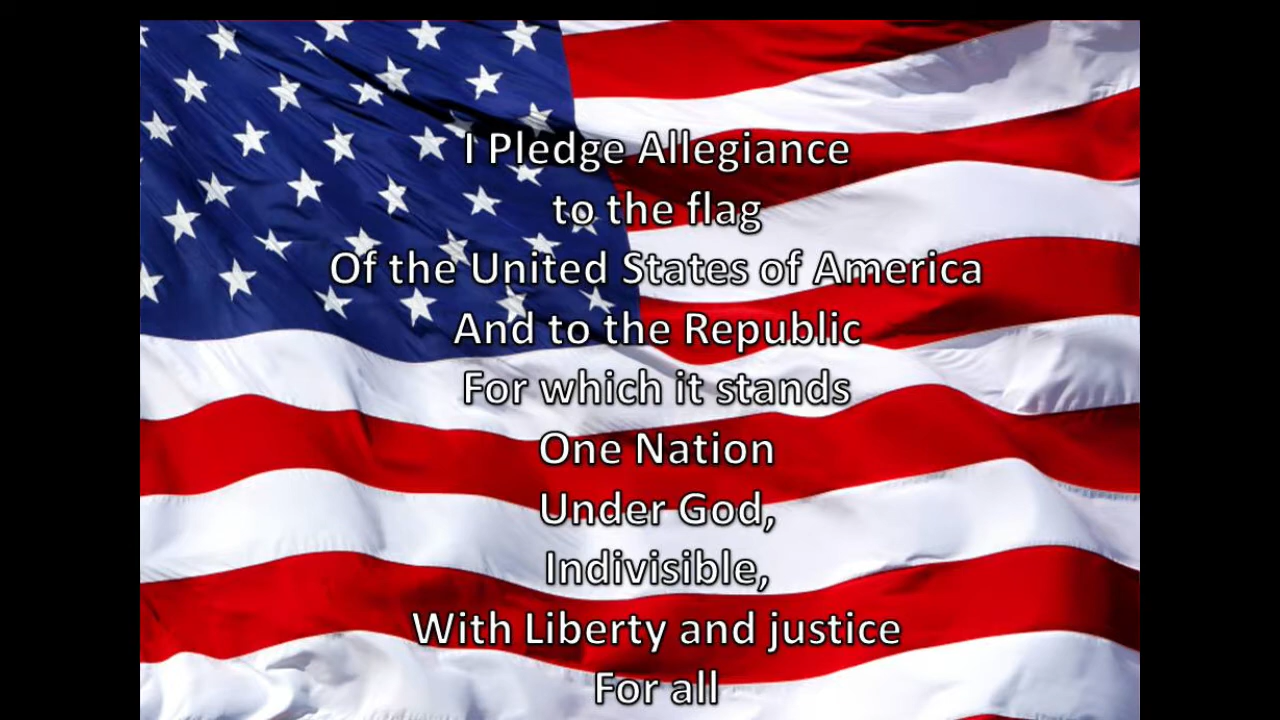 I Pledge Allegiance
to the flag
Of the United States of America
And to the Republic
For which it stands
One Nation
Under God,
Indivisible,
With Liberty and justice
For all